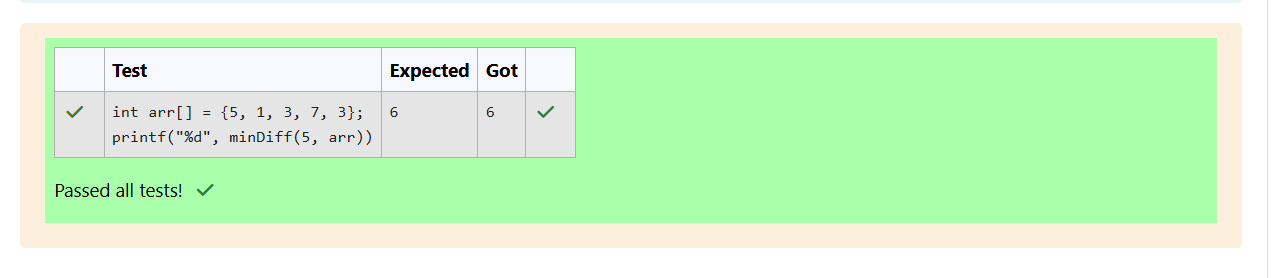 Test Expected Got
int arr[] = {5, 1, 3, 7, 3}; 6 6
printf("%d", minDiff(5, arr))
Passed all tests!